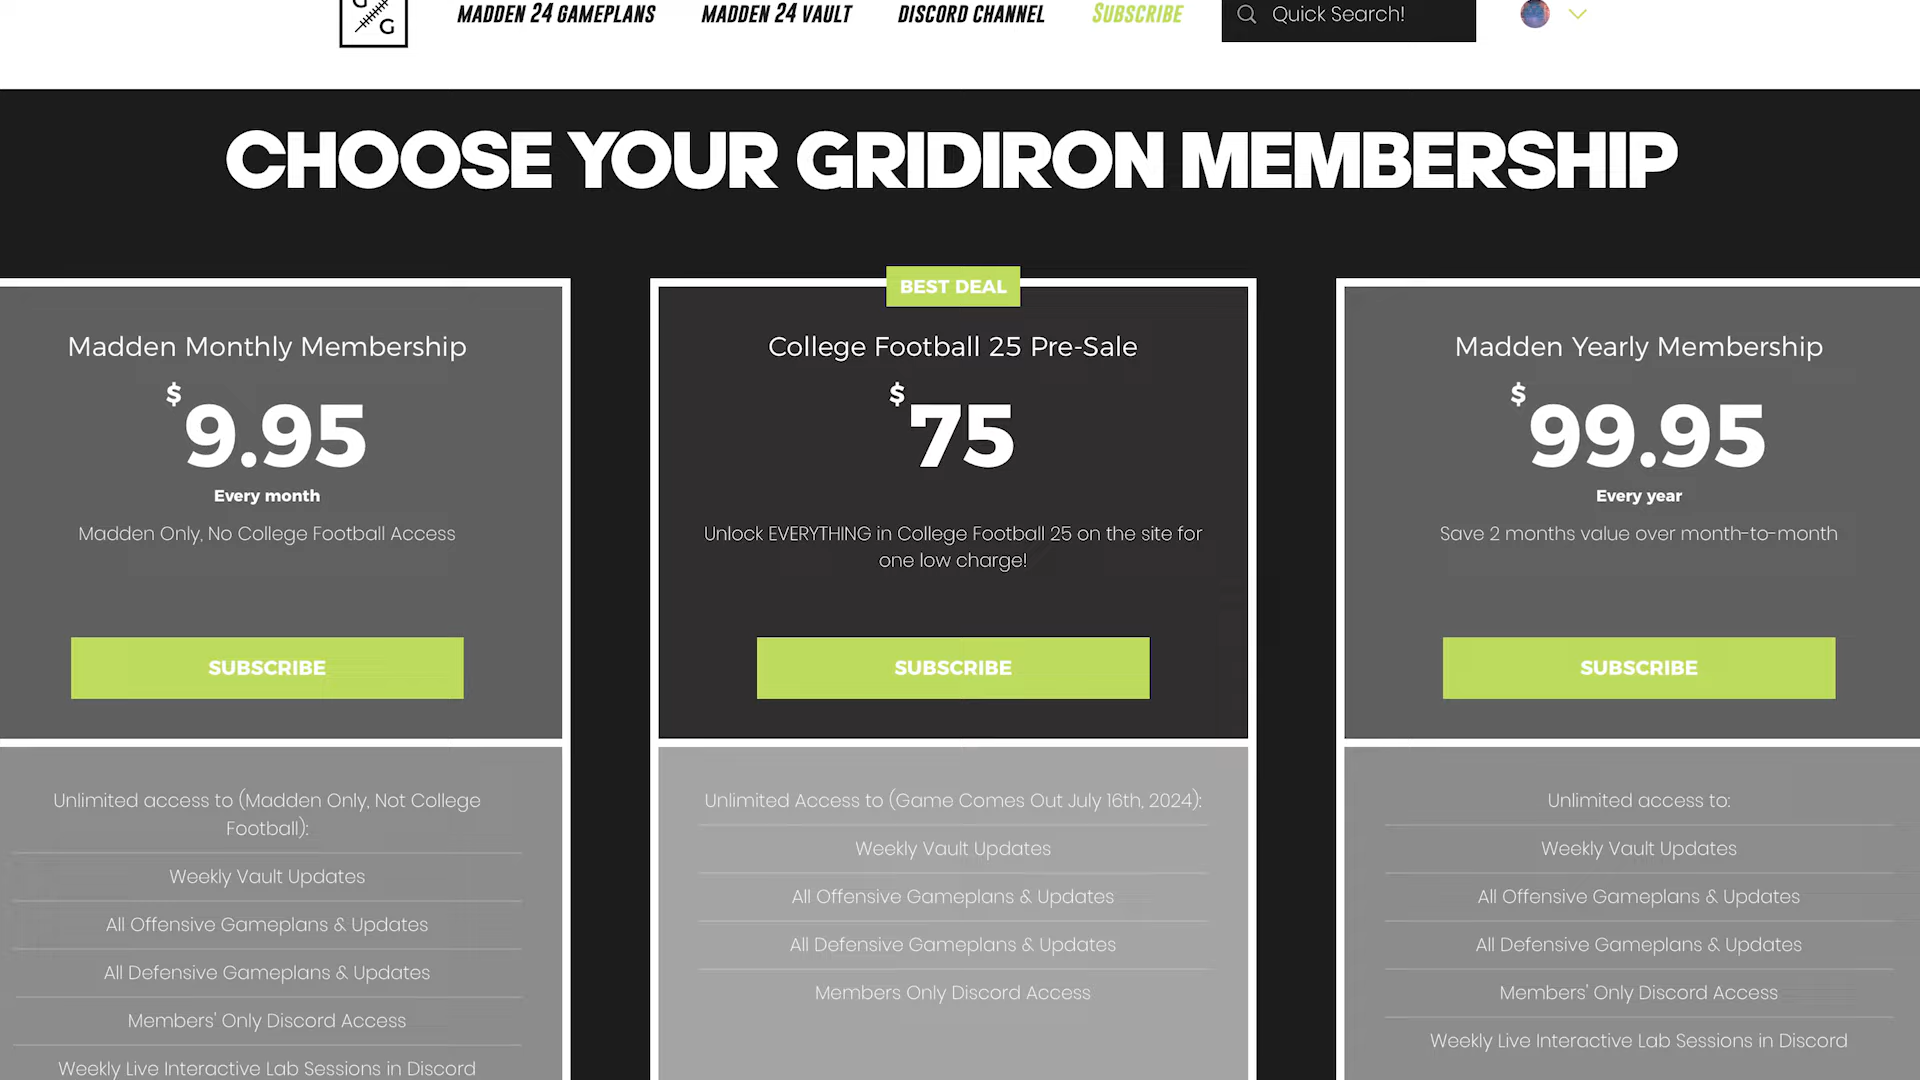 G
G
MADDEN 24 GAMEPLANS
MADDEN 24 VAULT
DISCORD CHANNEL
SUBSCRIBE
Quick Search!
CHOOSE YOUR GRIDIRON MEMBERSHIP
Madden Monthly Membership
$
9.95
Every month
Madden Only, No College Football Access
SUBSCRIBE
Unlimited access to (Madden Only, Not College
Football):
Weekly Vault Updates
All Offensive Gameplans & Updates
All Defensive Gameplans & Updates
Members' Only Discord Access
Weekly Live Interactive Lab Sessions in Discord
BEST DEAL
College Football 25 Pre-Sale
$
75
Unlock EVERYTHING in College Football 25 on the site for
one low charge!
SUBSCRIBE
Unlimited Access to (Game Comes Out July 16th, 2024):
Weekly Vault Updates
All Offensive Gameplans & Updates
All Defensive Gameplans & Updates
Members Only Discord Access
Madden Yearly Membership
$
99.95
Every year
Save 2 months value over month-to-month
SUBSCRIBE
Unlimited access to:
Weekly Vault Updates
All Offensive Gameplans & Updates
All Defensive Gameplans & Updates
Members' Only Discord Access
Weekly Live Interactive Lab Sessions in Discord